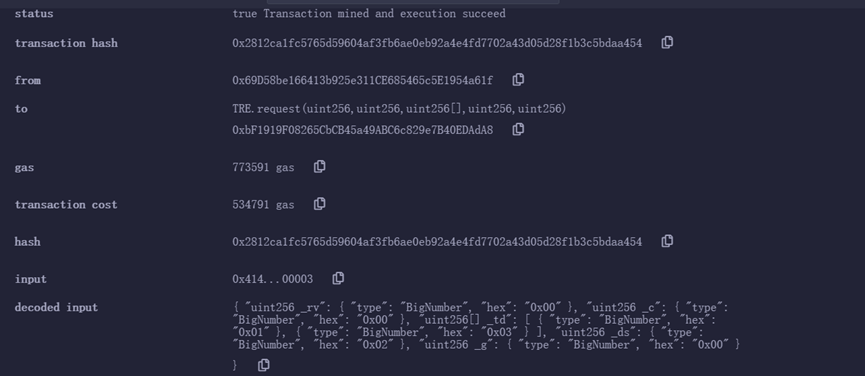 status true Transaction mined and execution succeed
transaction hash 0x2812ca1fc5765d59604af3fb6ae0eb92a4e4fd7702a43d05d28f1b3c5bdaa454
from 0x69D58be166413b925e311CE685465c5E1954a61f
to TRE.request(uint256,uint256,uint256[],uint256,uint256)
0xbF1919F08265CbCB45a49ABC6c829e7B40EDAdA8
gas 773591 gas
transaction cost 534791 gas
hash 0x2812ca1fc5765d59604af3fb6ae0eb92a4e4fd7702a43d05d28f1b3c5bdaa454
input 0x414...00003
decoded input { "uint256 _rv": { "type": "BigNumber", "hex": "0x00" }, "uint256 _c": { "type":
"BigNumber", "hex": "0x00" }, "uint256[] _td": [ { "type": "BigNumber", "hex":
"0x01" }, { "type": "BigNumber", "hex": "0x03" } ], "uint256 _ds": { "type":
"BigNumber", "hex": "0x02" }, "uint256 _g": { "type": "BigNumber", "hex": "0x00" }
}